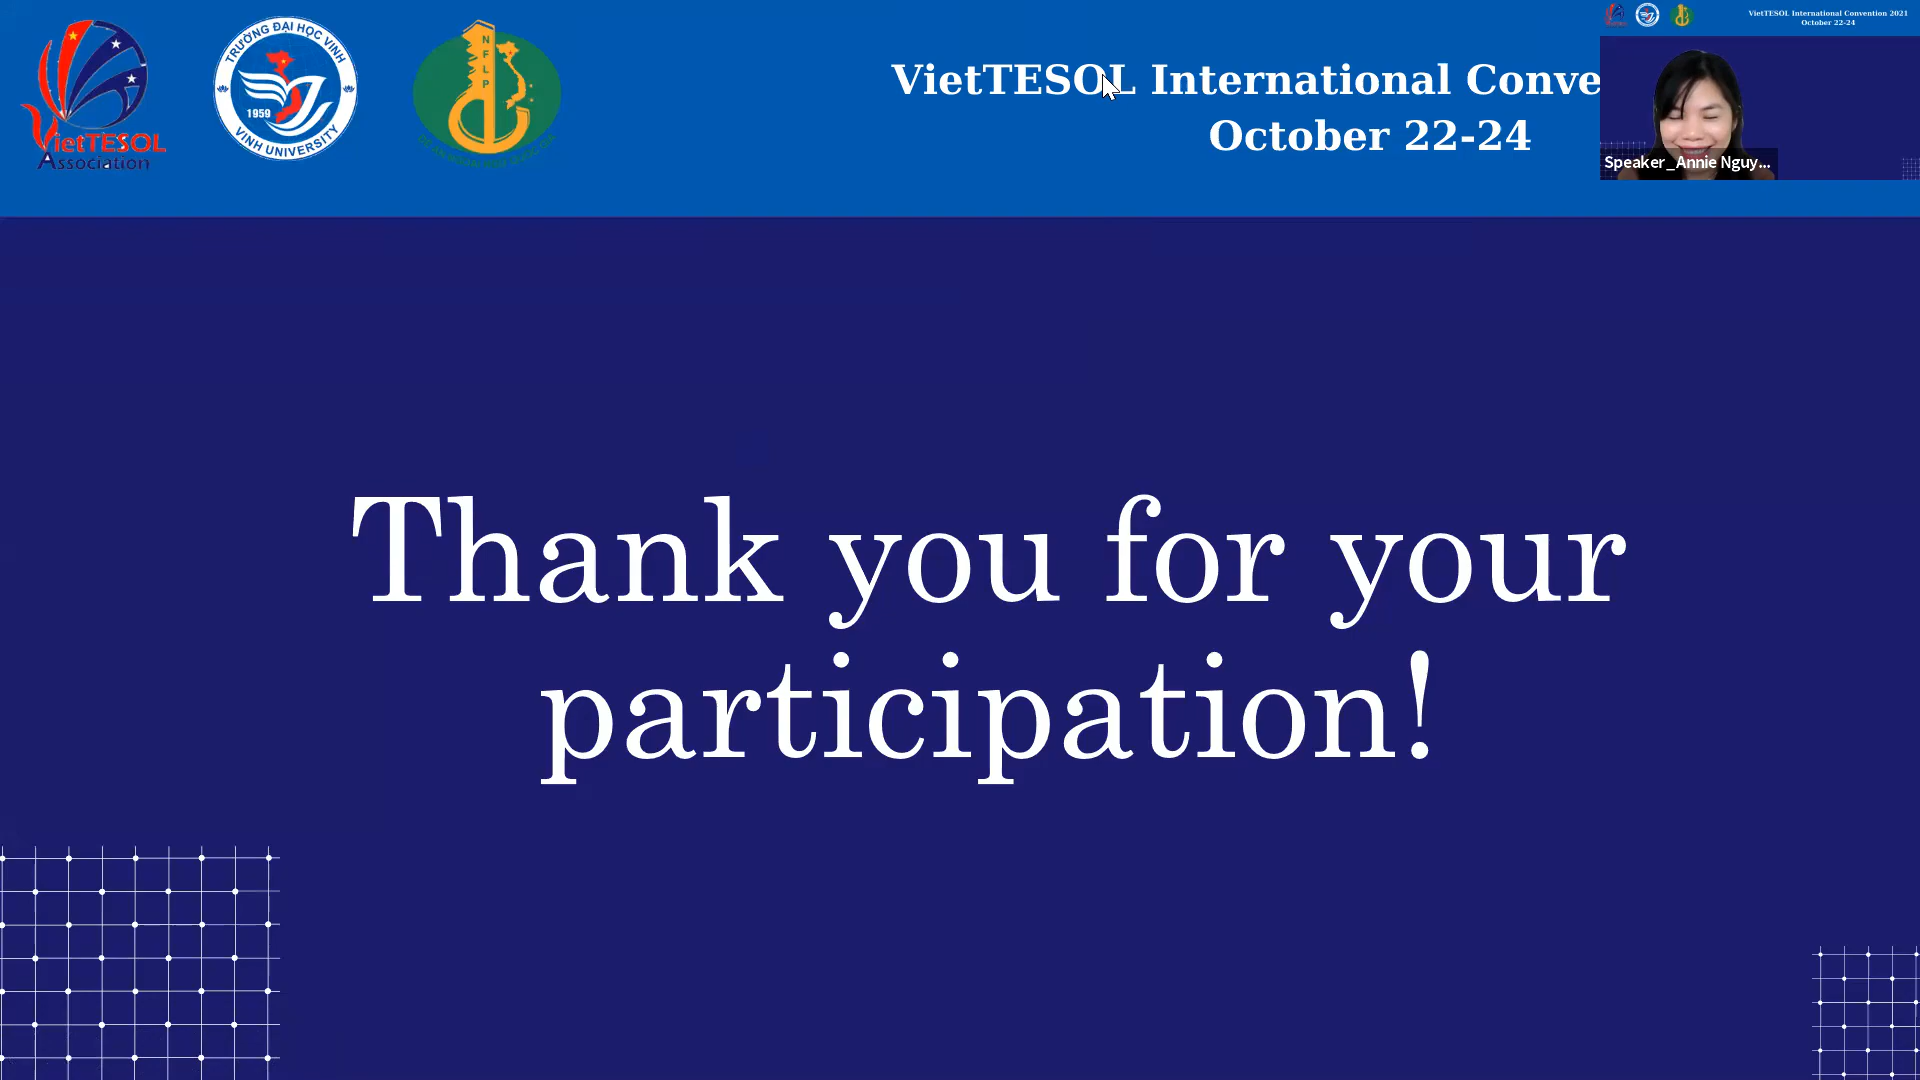 VietTESOL
Association
TRƯỜNG ĐẠI HỌC VINH
1959
VINH UNIVERSITY
NFLP
VietTESOL International Conve
October 22-24
VietTESOL International Convention 2021
October 22-24
Speaker_Annie Nguy...
Thank you for your
participation!